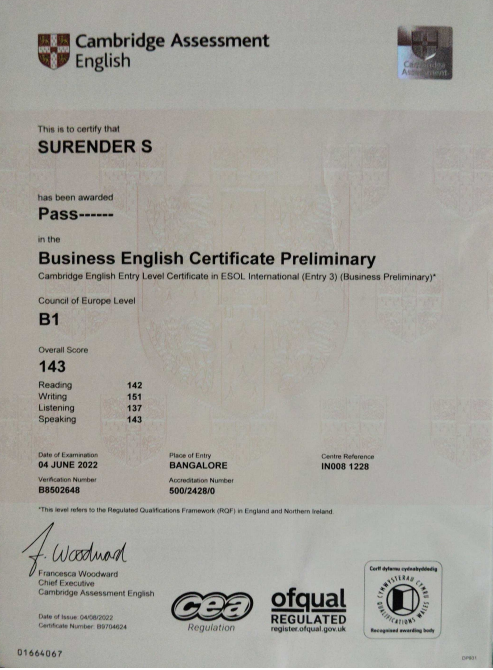 Cambridge Assessment
English
Cambridge
Assessment
This is to certify that
SURENDER S
has been awarded
Pass------
in the
Business English Certificate Preliminary
Cambridge English Entry Level Certificate in ESOL International (Entry 3) (Business Preliminary)*
Council of Europe Level
B1
Overall Score
143
Reading 142
Writing 151
Listening 137
Speaking 143
Date of Examination Place of Entry Centre Reference
04 JUNE 2022 BANGALORE IN008 1228
Verification Number Accreditation Number
B8502648 500/2428/0
*This level refers to the Regulated Qualifications Framework (RQF) in England and Northern Ireland.
F. Woodward
Francesca Woodward
Chief Executive
Cambridge Assessment English
Date of Issue: 04/08/2022
Certificate Number: B9704624
cea
Regulation
ofqual
REGULATED
register.ofqual.gov.uk
Corff dyfarnu cydnabyddedig
CYMWYSTERAU CYMRU
QUALIFICATIONS WALES
Recognised awarding body
01664067